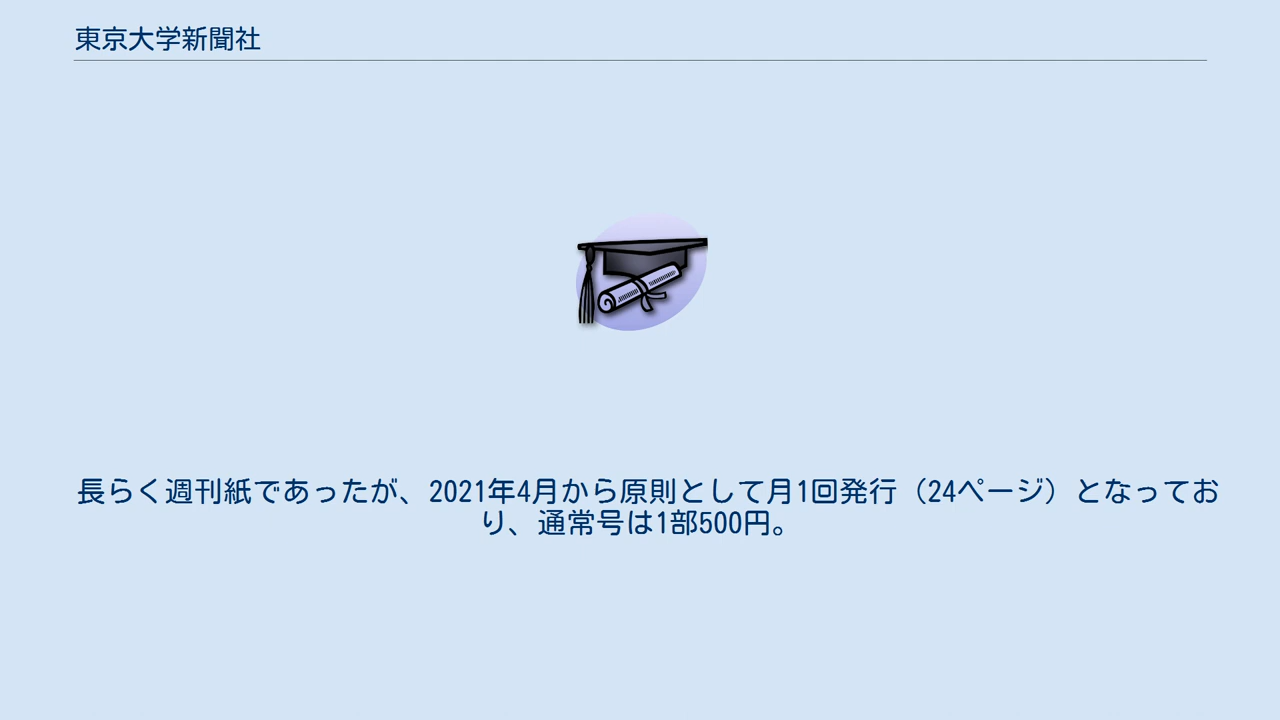 東京大学新聞社
長らく週刊紙であったが、2021年4月から原則として月1回発行（24ページ）となってお
り、通常号は1部500円。